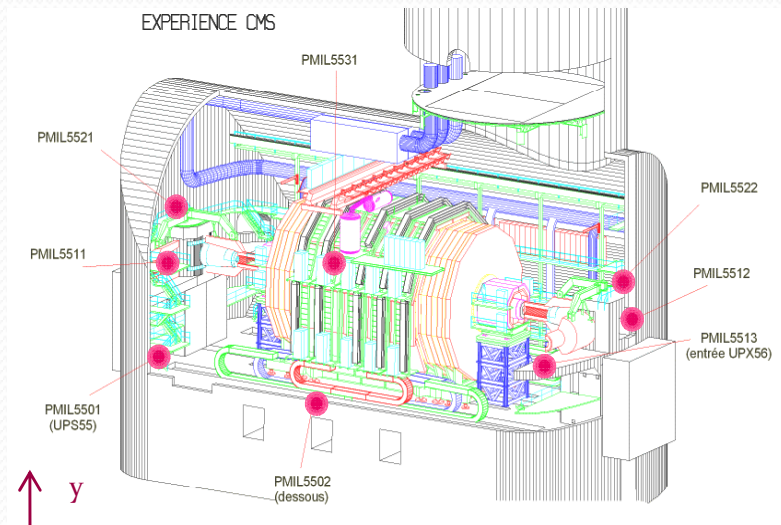 EXPERIENCE CMS
PMIL5531
PMIL5521
PMIL5522
PMIL5511
PMIL5512
PMIL5513
(entrée UPX56)
PMIL5501
(UPS55)
PMIL5502
(dessous)
y